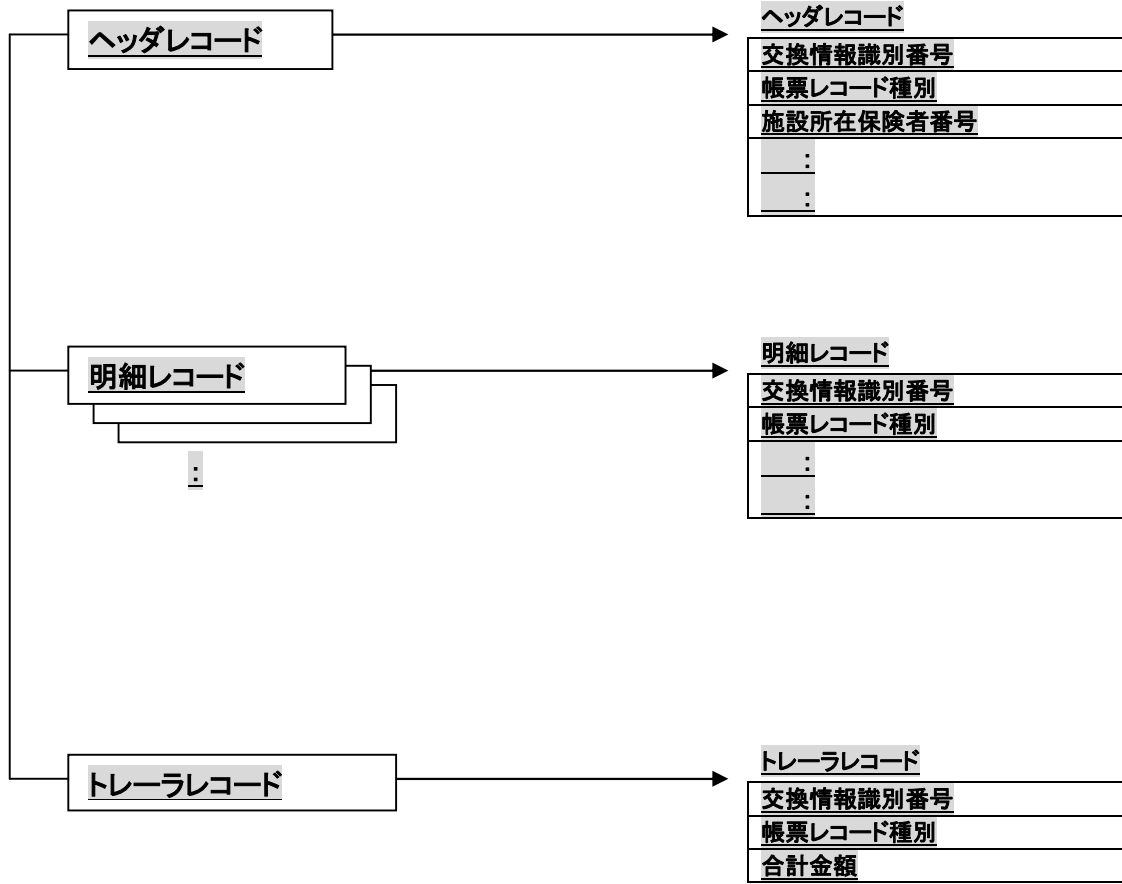 ヘッダレコード
ヘッダレコード
交換情報識別番号
帳票レコード種別
施設所在保険者番号
:
:
明細レコード
:
明細レコード
交換情報識別番号
帳票レコード種別
:
:
トレーラレコード
トレーラレコード
交換情報識別番号
帳票レコード種別
合計金額